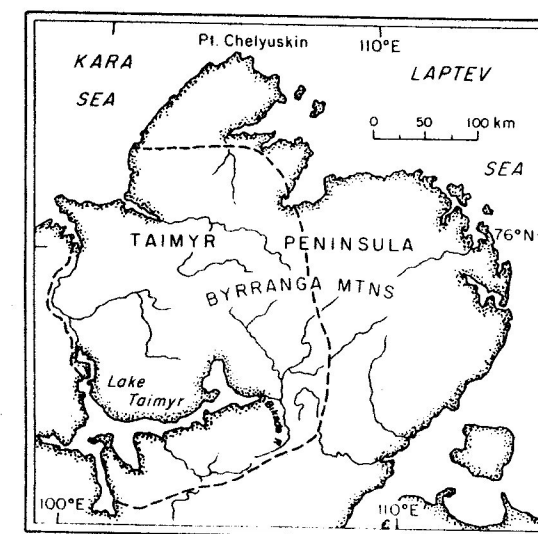 Pt. Chelyuskin
110°E
KARA
SEA
LAPTEV
SEA
0 50 100 km
76°N
TAIMYR PENINSULA
BYRRANGA MTNS
Lake
Taimyr
100°E
110°E